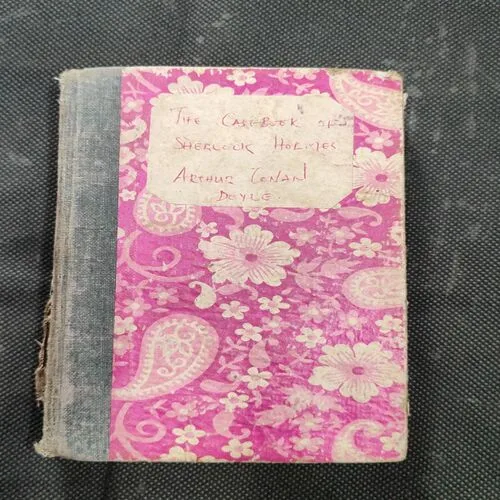 THE CASEBOOK OF
SHERLOCK HOLMES
ARTHUR CONAN
DOYLE.